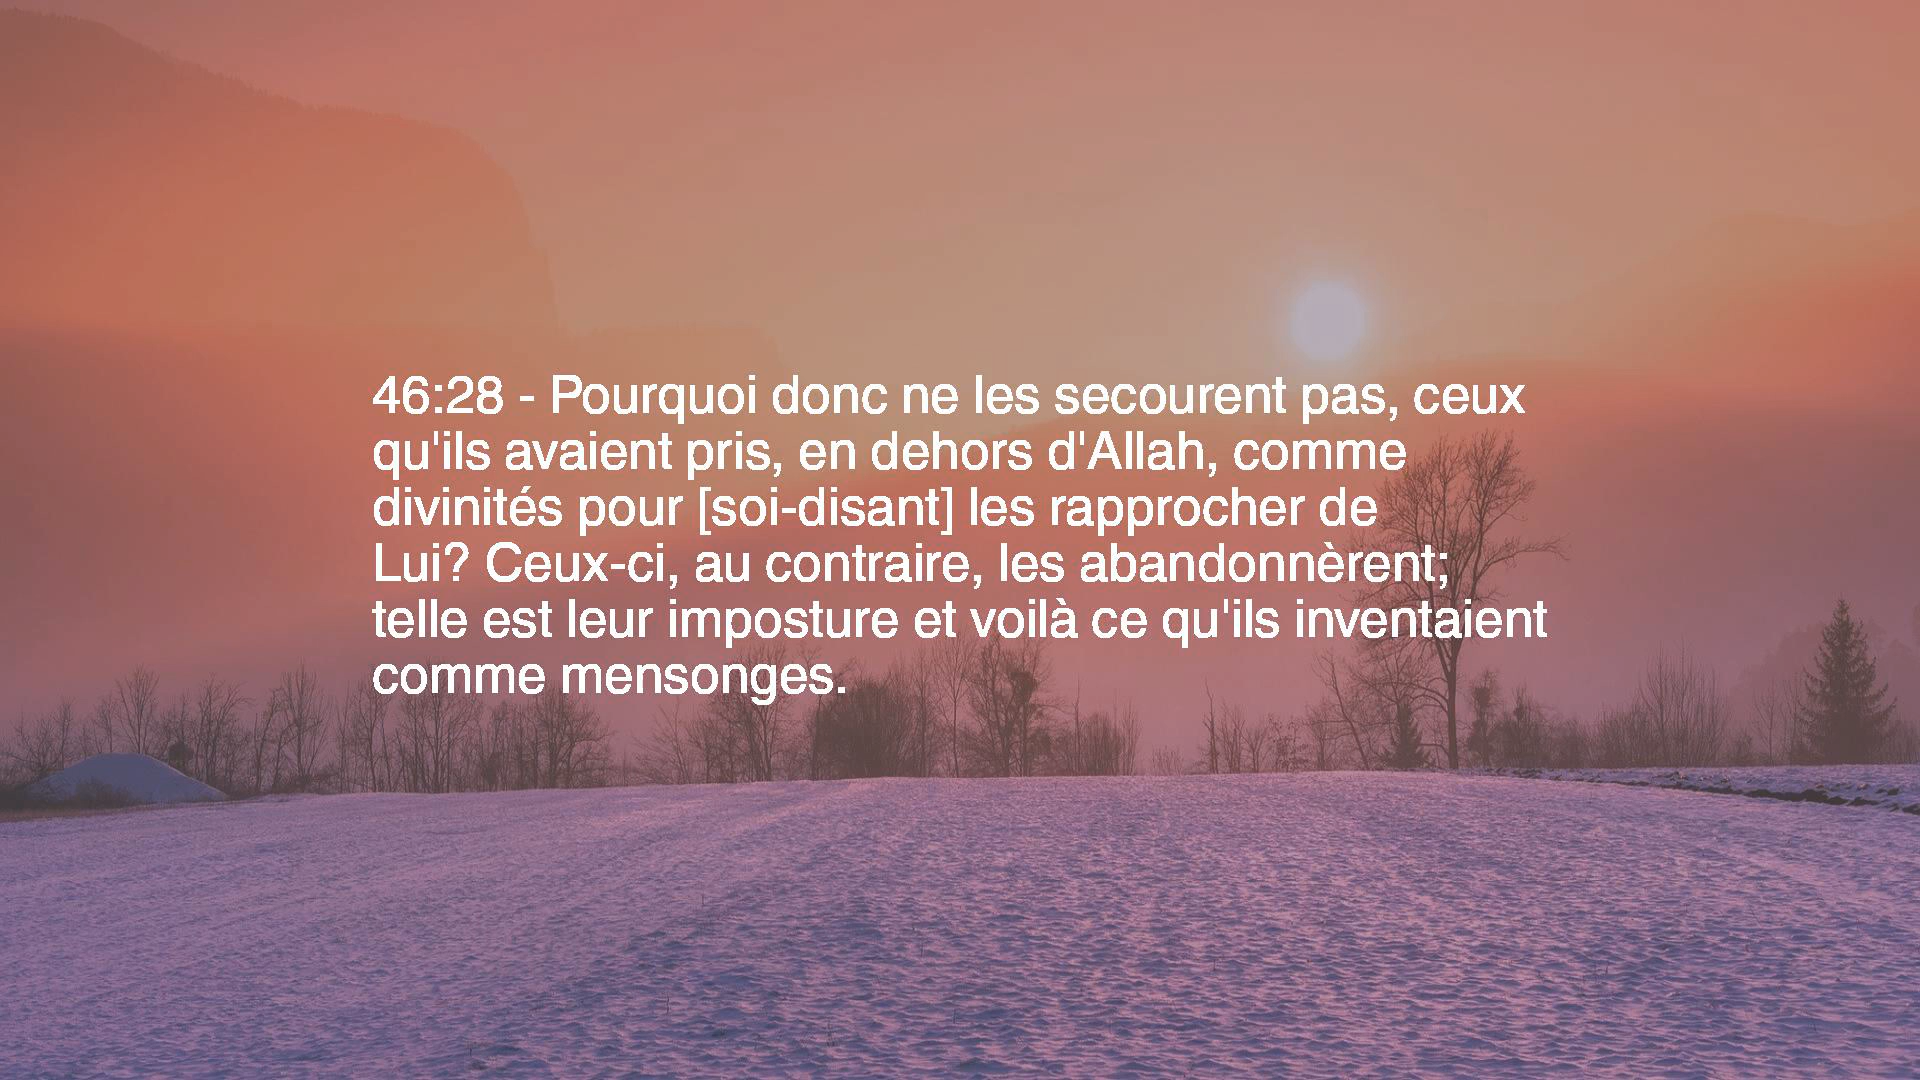 46:28 - Pourquoi donc ne les secourent pas, ceux
qu'ils avaient pris, en dehors d'Allah, comme
divinités pour [soi-disant] les rapprocher de
Lui? Ceux-ci, au contraire, les abandonnèrent;
telle est leur imposture et voilà ce qu'ils inventaient
comme mensonges.